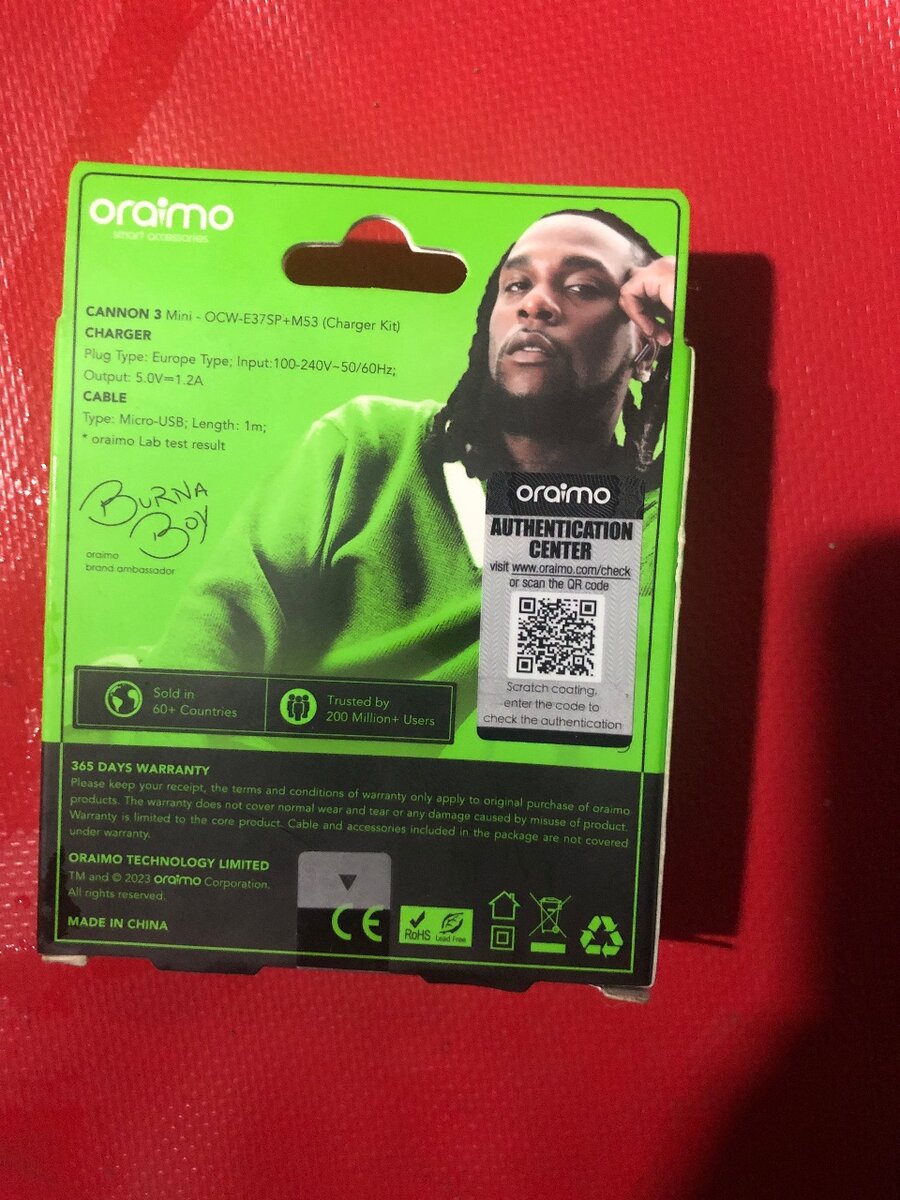 oraimo
smart accessories
CANNON 3 Mini - OCW-E37SP+M53 (Charger Kit)
CHARGER
Plug Type: Europe Type; Input:100-240V~50/60Hz;
Output: 5.0V⎓1.2A
CABLE
Type: Micro-USB; Length: 1m;
* oraimo Lab test result
BURNA
BOY
oraimo
brand ambassador
oraimo
AUTHENTICATION
CENTER
visit www.oraimo.com/check
or scan the QR code
Scratch coating,
enter the code to
check the authentication
Sold in
60+ Countries
Trusted by
200 Million+ Users
365 DAYS WARRANTY
Please keep your receipt, the terms and conditions of warranty only apply to original purchase of oraimo
products. The warranty does not cover normal wear and tear or any damage caused by misuse of product.
Warranty is limited to the core product. Cable and accessories included in the package are not covered
under warranty.
ORAIMO TECHNOLOGY LIMITED
TM and © 2023 oraimo Corporation.
All rights reserved.
MADE IN CHINA
CE
RoHS Lead Free